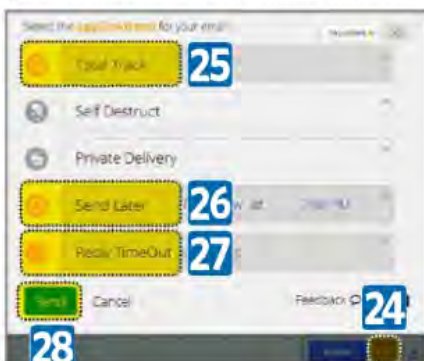 Select the applications for your email
Total Track 25
Self Destruct
Private Delivery
Send Later 26 at
Reply TimeOut 27
Send Cancel Feedback 24
28